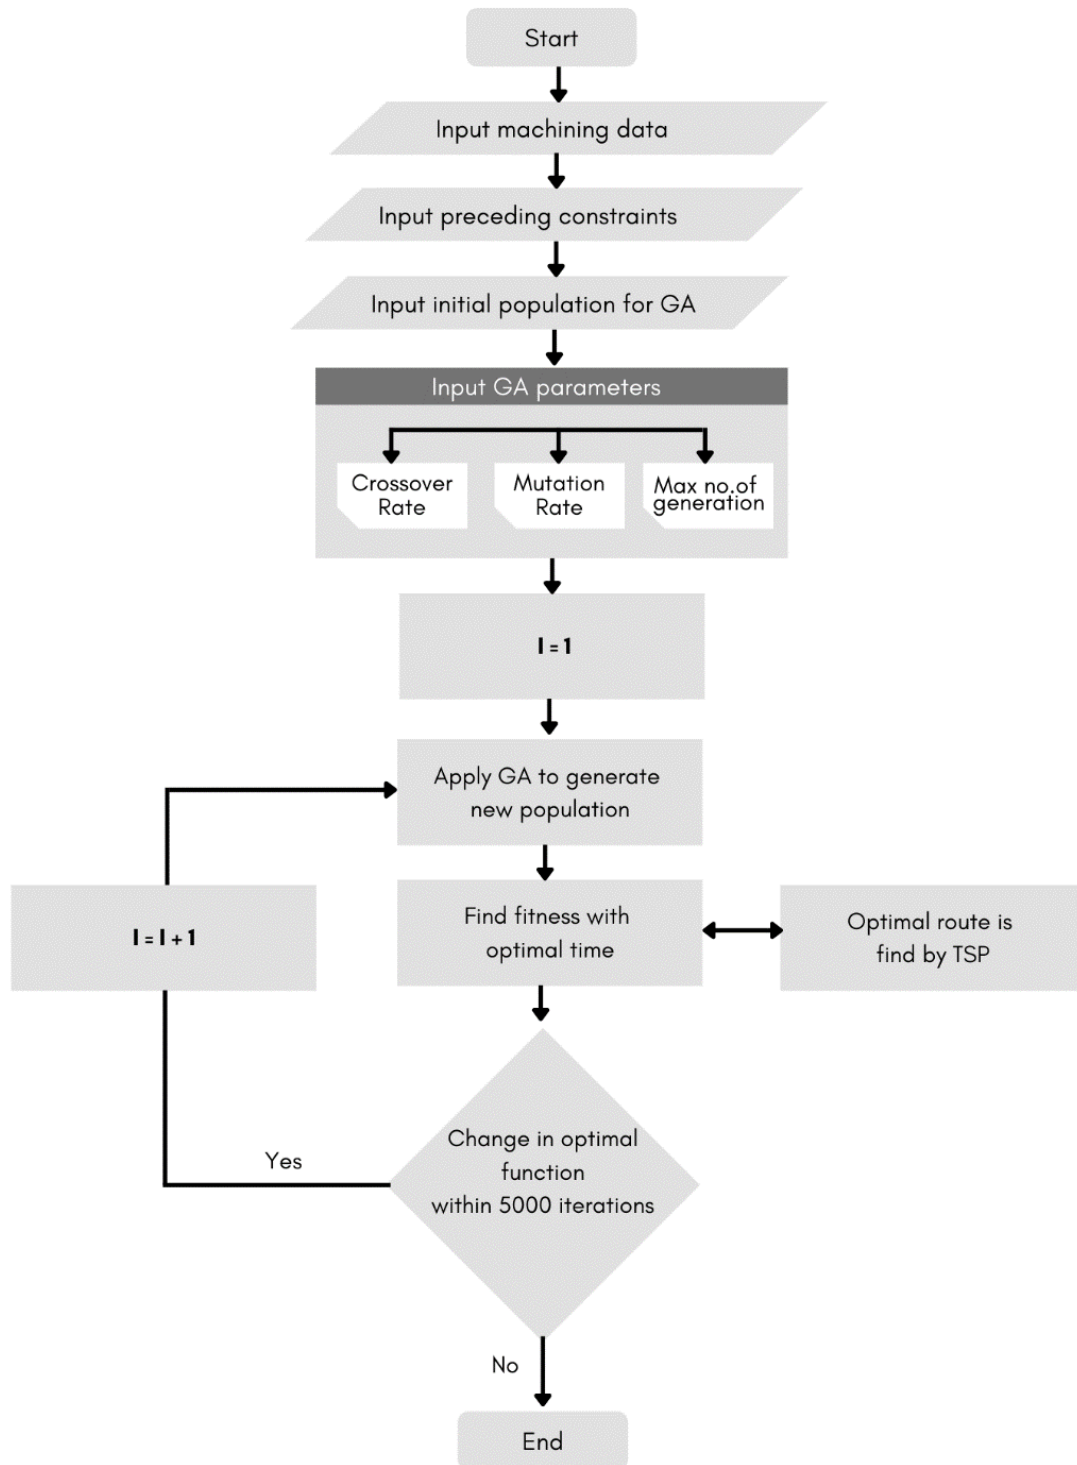 Start
Input machining data
Input preceding constraints
Input initial population for GA
Input GA parameters
Crossover
Rate
Mutation
Rate
Max no.of
generation
I = 1
Apply GA to generate
new population
I = I + 1
Find fitness with
optimal time
Optimal route is
find by TSP
Change in optimal
function
within 5000 iterations
Yes
No
End